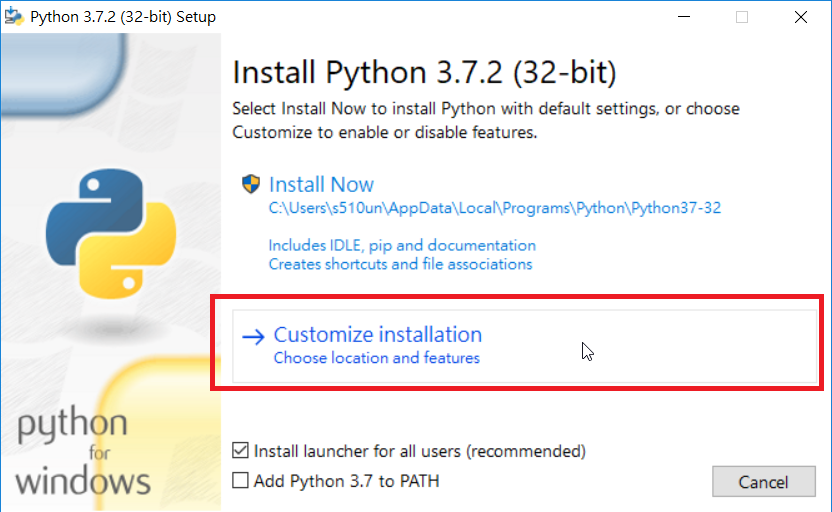 Python 3.7.2 (32-bit) Setup
Install Python 3.7.2 (32-bit)
Select Install Now to install Python with default settings, or choose
Customize to enable or disable features.
Install Now
C:\Users\s510un\AppData\Local\Programs\Python\Python37-32
Includes IDLE, pip and documentation
Creates shortcuts and file associations
Customize installation
Choose location and features
python
for
windows
Install launcher for all users (recommended)
Add Python 3.7 to PATH
Cancel